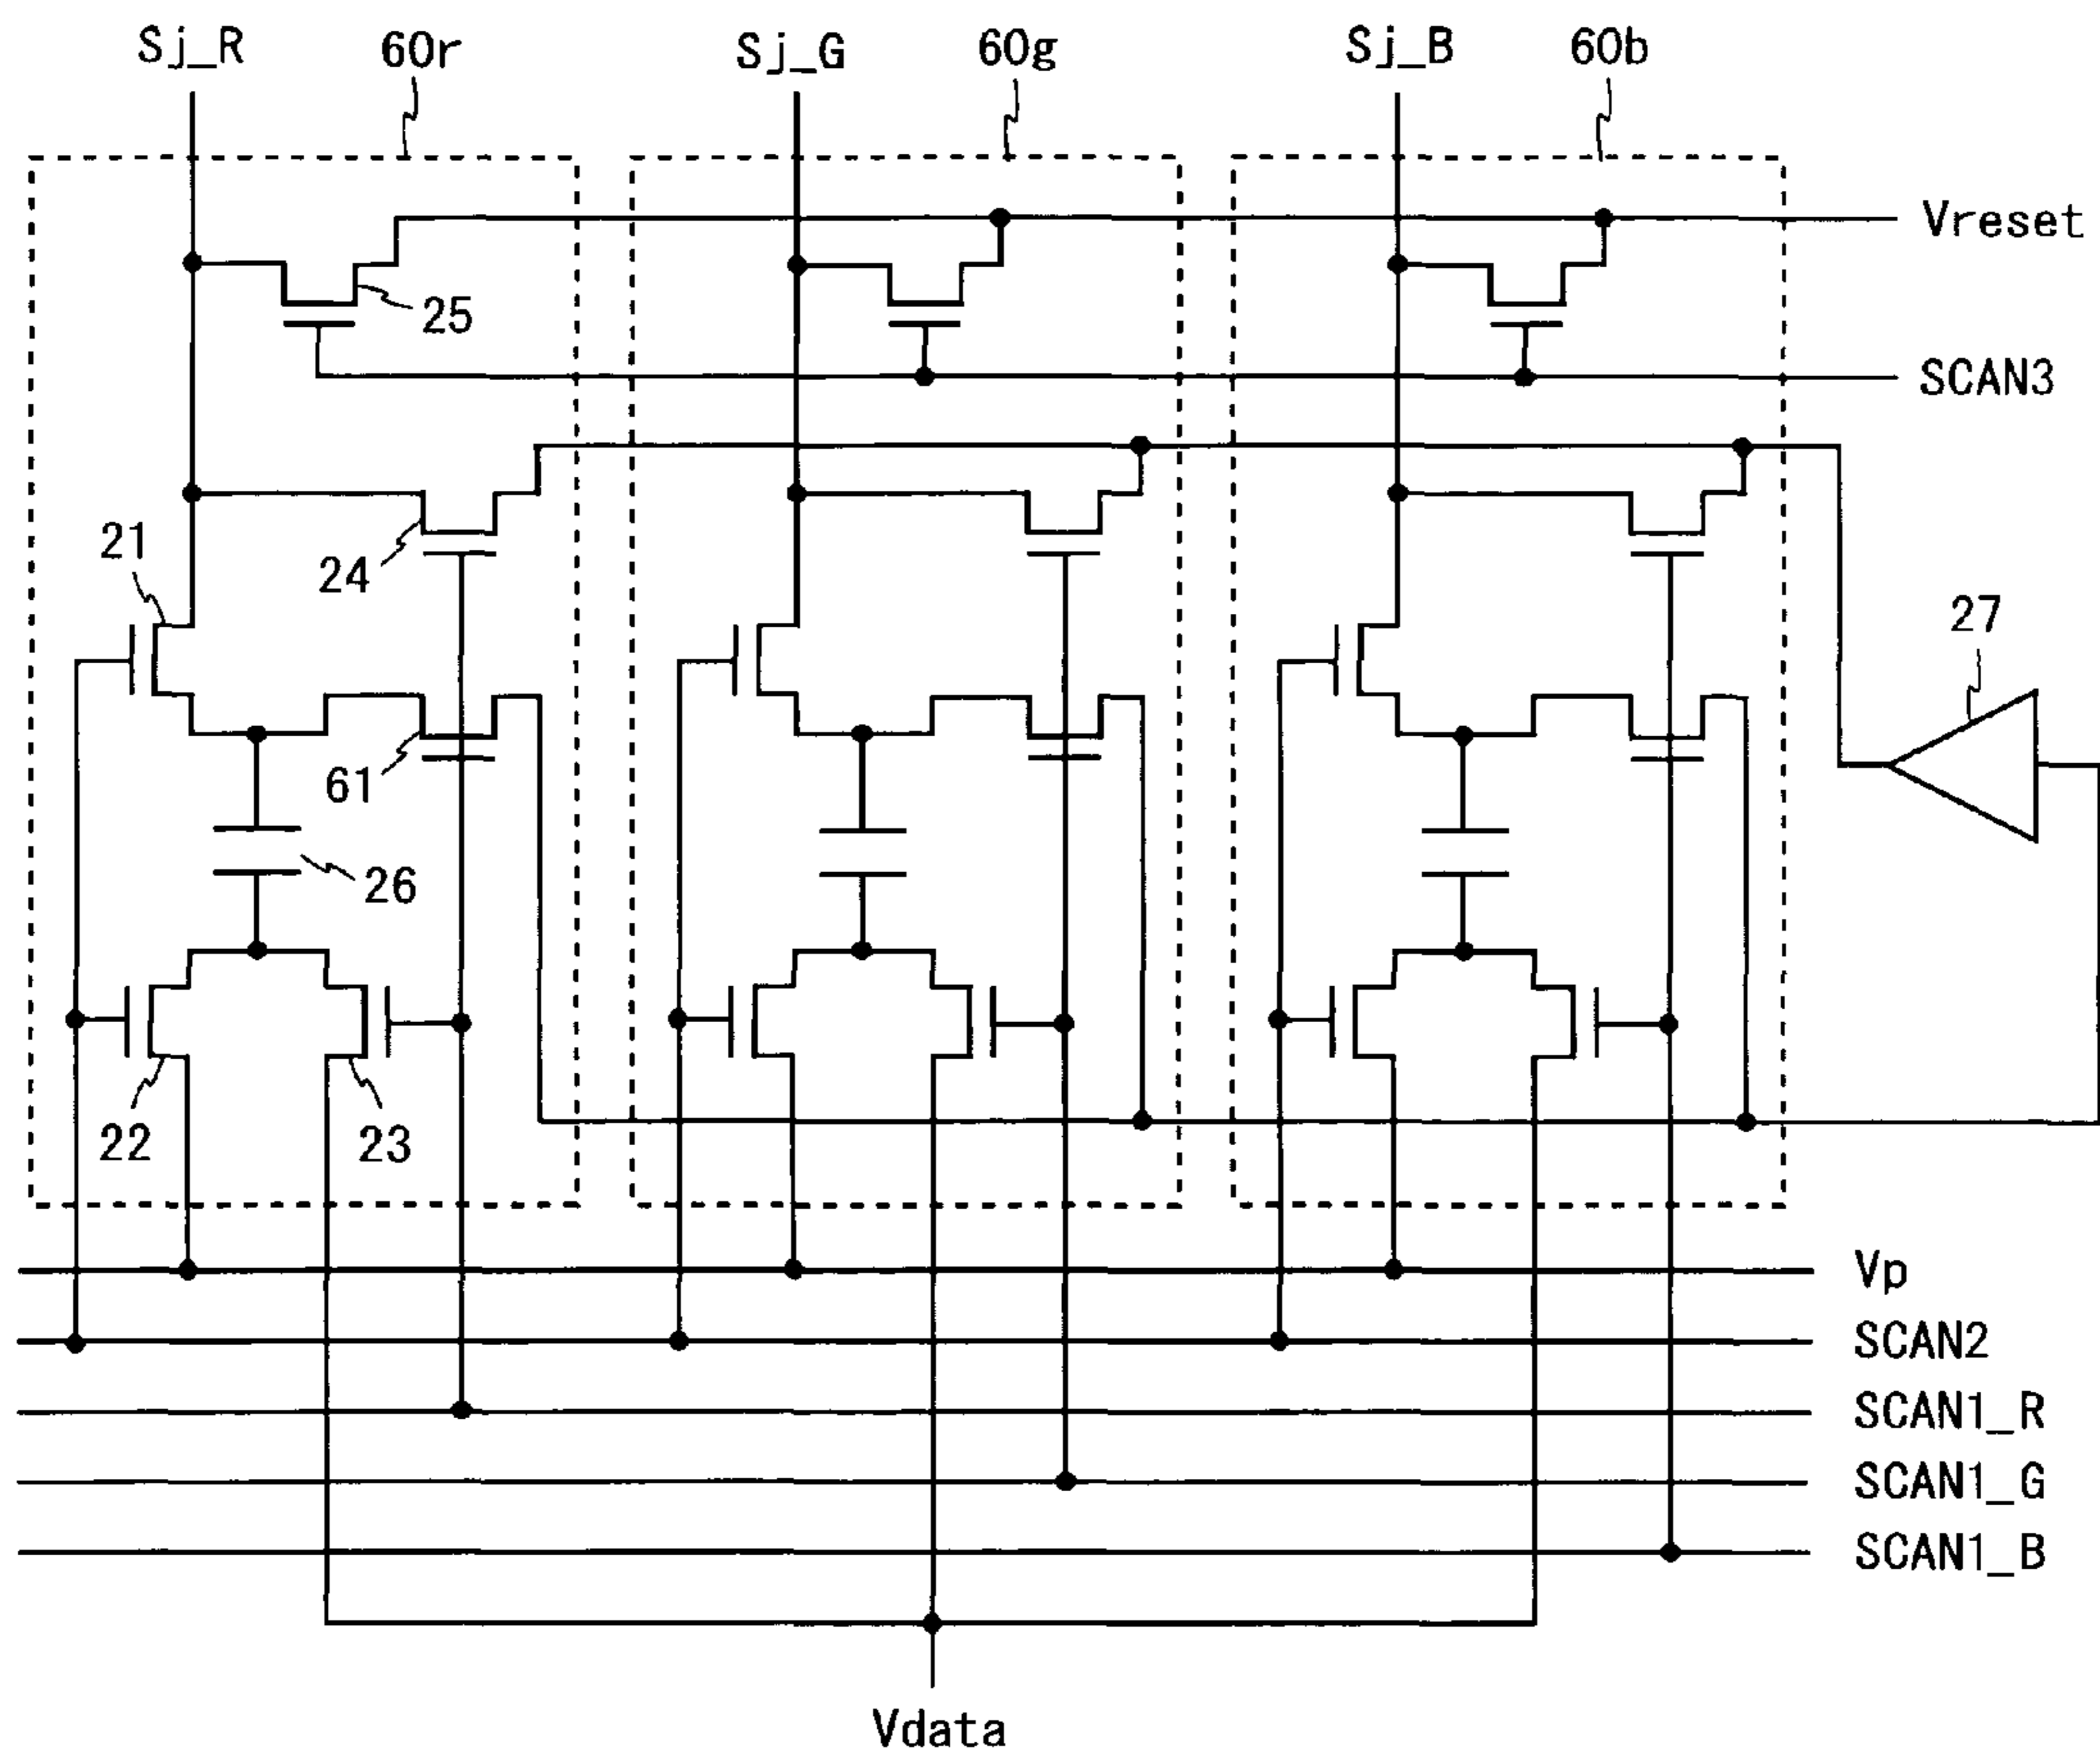 Sj_R
60r
Sj_G
60g
Sj_B
60b
Vreset
25
SCAN3
21
24
27
61
26
22
23
Vp
SCAN2
SCAN1_R
SCAN1_G
SCAN1_B
Vdata